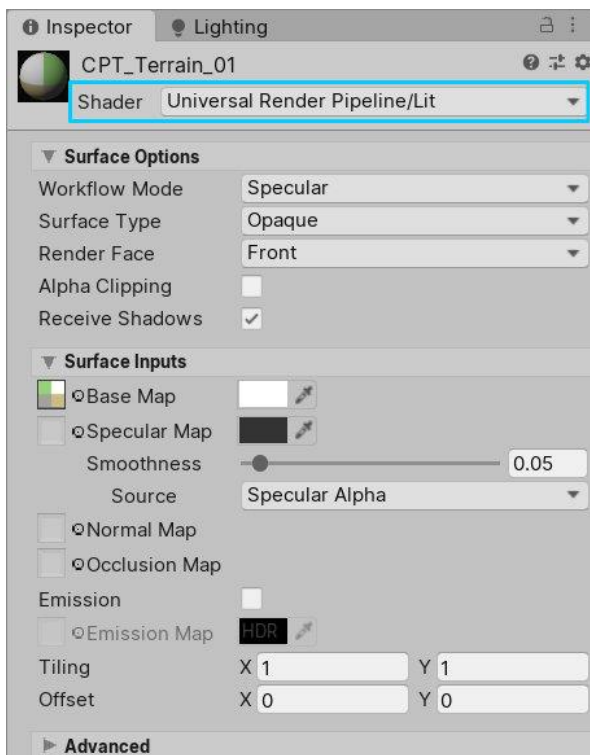 Inspector
Lighting
CPT_Terrain_01
Shader Universal Render Pipeline/Lit
Surface Options
Workflow Mode Specular
Surface Type Opaque
Render Face Front
Alpha Clipping
Receive Shadows
Surface Inputs
Base Map
Specular Map
Smoothness 0.05
Source Specular Alpha
Normal Map
Occlusion Map
Emission
Emission Map HDR
Tiling X 1 Y 1
Offset X 0 Y 0
Advanced